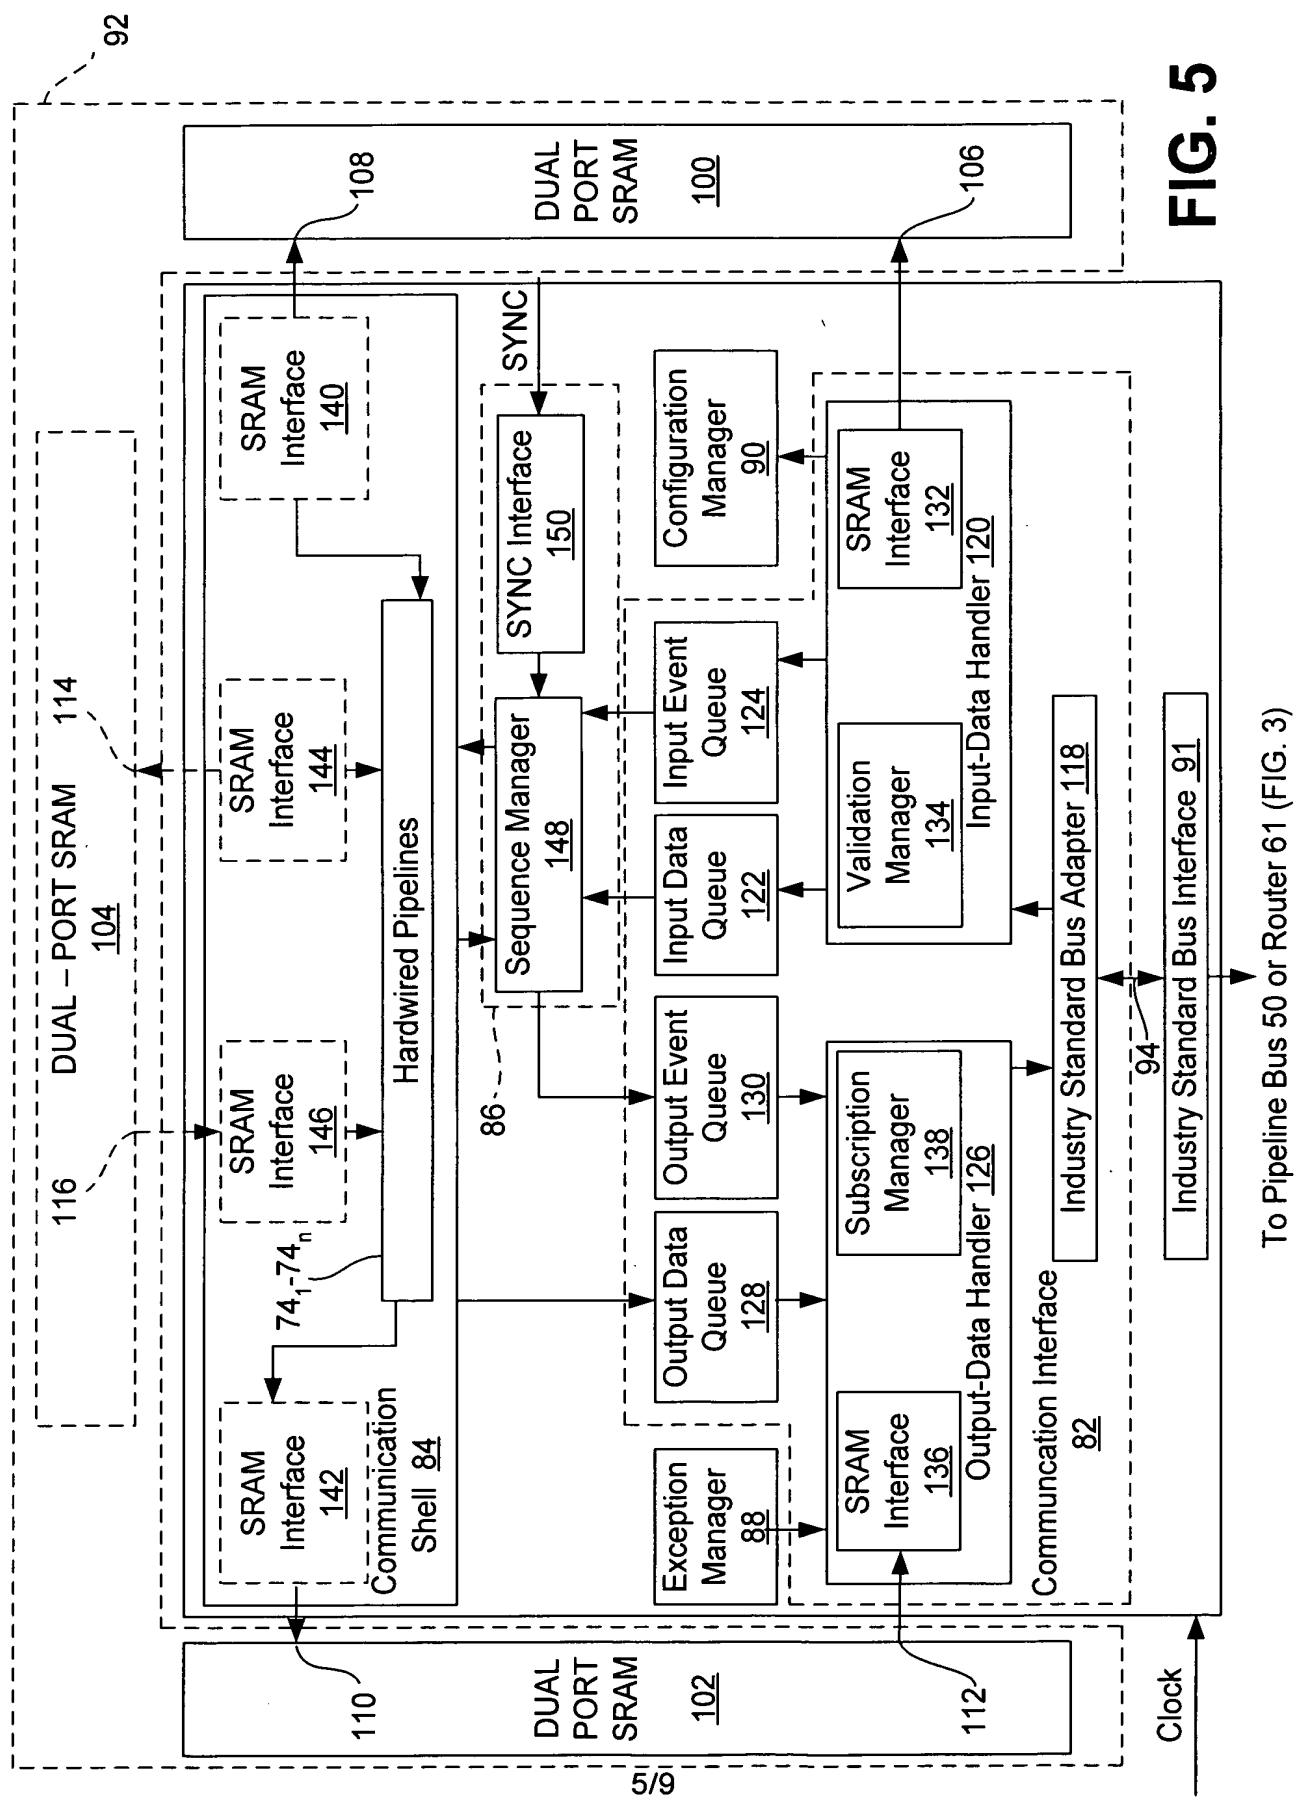 92
DUAL – PORT SRAM
104
116
114
DUAL
PORT
SRAM
102
110
112
DUAL
PORT
SRAM
100
108
106
SRAM
Interface
142
SRAM
Interface
146
SRAM
Interface
144
SRAM
Interface
140
74₁-74ₙ
Hardwired Pipelines
Communication
Shell 84
86
Sequence Manager
148
SYNC Interface
150
SYNC
Exception
Manager
88
Output Data
Queue
128
Output Event
Queue
130
Input Data
Queue
122
Input Event
Queue
124
Configuration
Manager
90
SRAM
Interface
136
Subscription
Manager
138
Output-Data Handler 126
Validation
Manager
134
SRAM
Interface
132
Input-Data Handler 120
Communcation Interface
82
Industry Standard Bus Adapter 118
94
Industry Standard Bus Interface 91
Clock
To Pipeline Bus 50 or Router 61 (FIG. 3)
FIG. 5
5/9